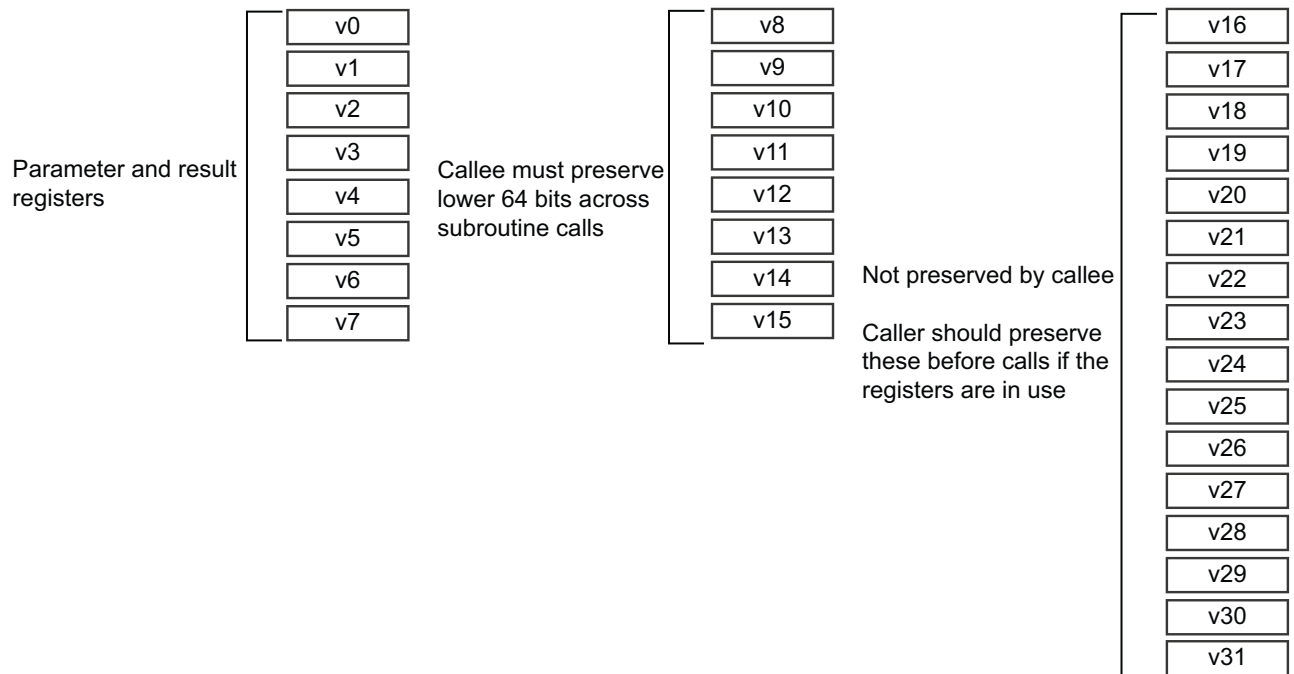 v0
v1
v2
v3
v4
v5
v6
v7
Parameter and result
registers
v8
v9
v10
v11
v12
v13
v14
v15
Callee must preserve
lower 64 bits across
subroutine calls
v16
v17
v18
v19
v20
v21
v22
v23
v24
v25
v26
v27
v28
v29
v30
v31
Not preserved by callee
Caller should preserve
these before calls if the
registers are in use